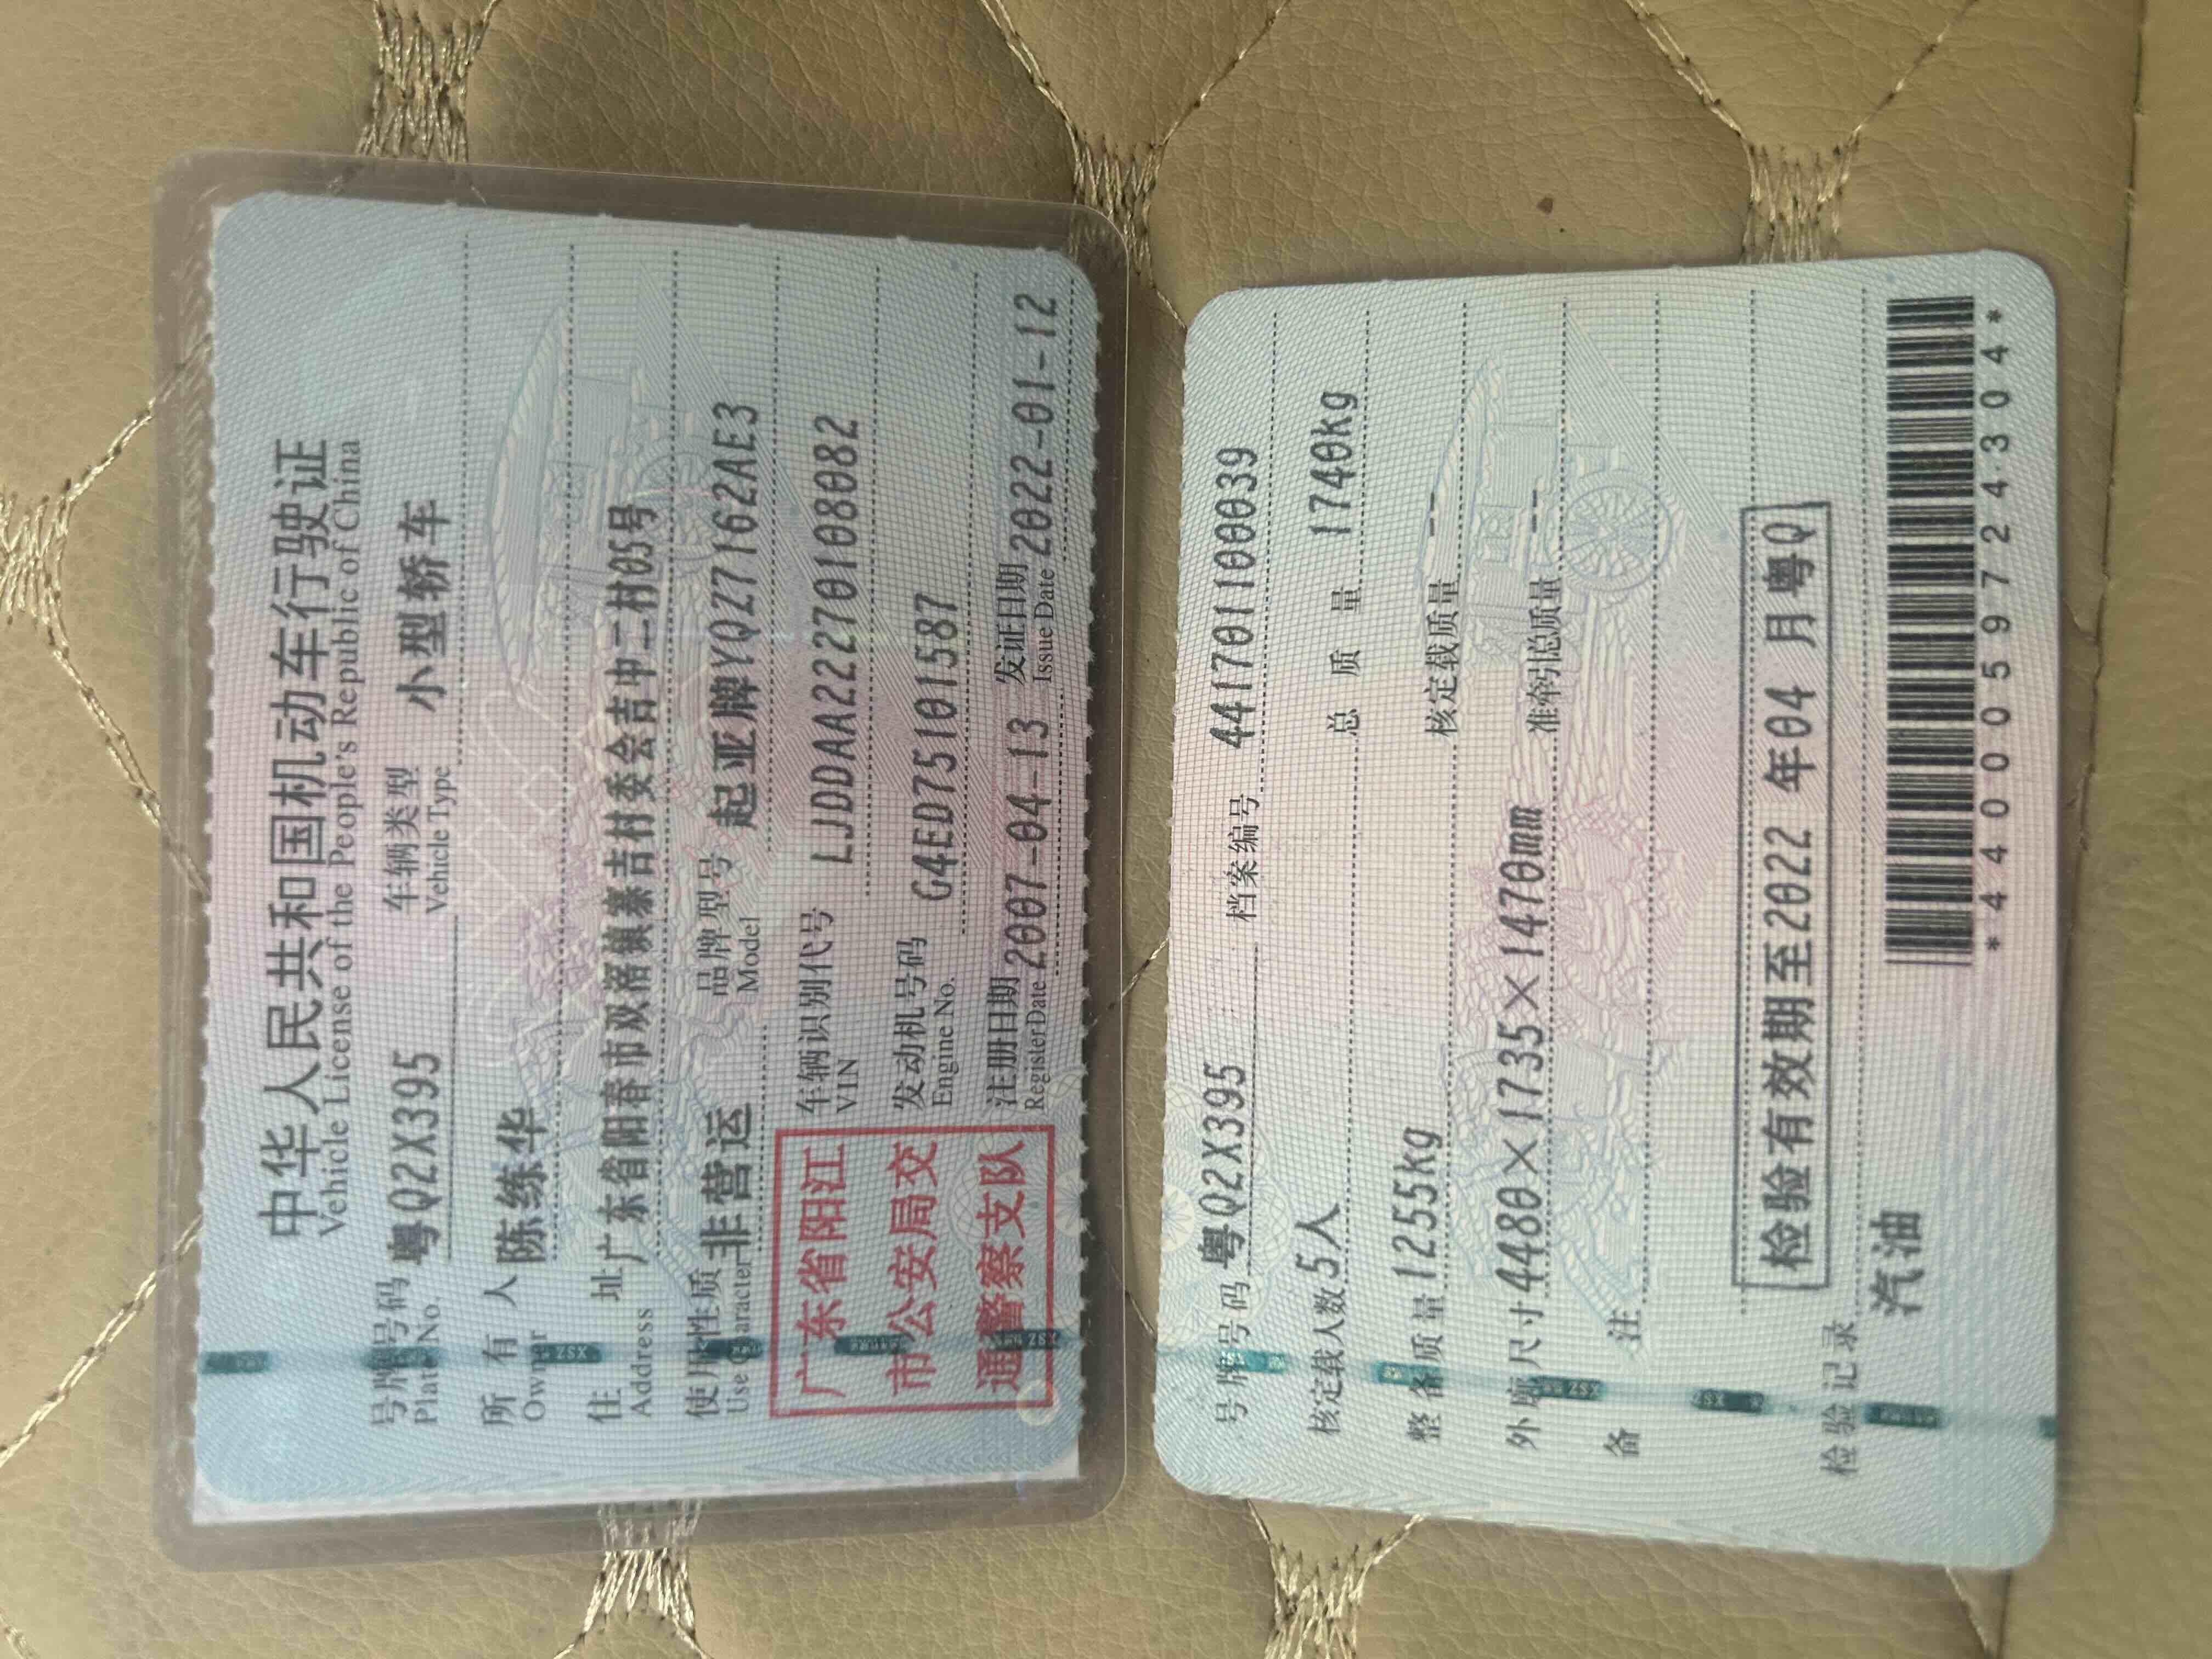 中华人民共和国机动车行驶证
Vehicle License of the People's Republic of China
号牌号码 粤Q2X395 车辆类型 小型轿车
Plate No. Vehicle Type
所有人 陈练华
Owner
住址 广东省阳春市双滘镇寨吉村委会吉中二村05号
Address
使用性质 非营运 品牌型号 起亚牌YQZ7162AE3
Use Character Model
广东省阳江
市公安局交
通警察支队
车辆识别代号 LJDDAA22270108082
VIN
发动机号码 G4ED75101587
Engine No.
注册日期 2007-04-13 发证日期 2022-01-12
Register Date Issue Date
号牌号码 粤Q2X395 档案编号 441701100039
核定载人数 5人 总质量 1740kg
整备质量 1255kg 核定载质量 --
外廓尺寸 4480×1735×1470mm 准牵引总质量 --
备注
检验有效期至2022年04月粤Q
检验记录
汽油
*4400059724304*